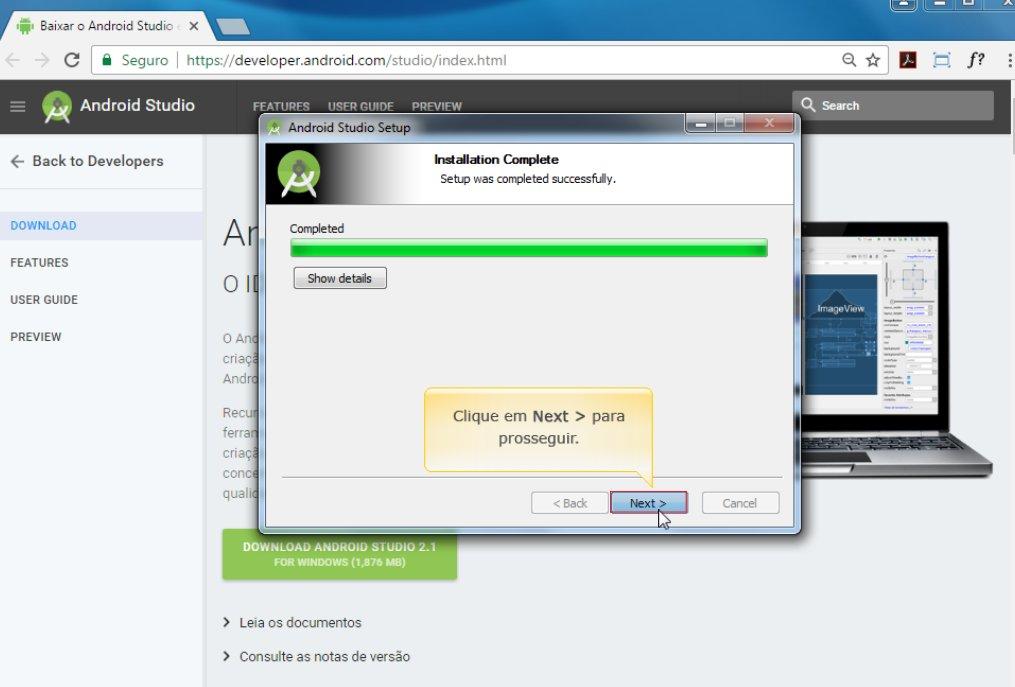 Baixar o Android Studio
Seguro
https://developer.android.com/studio/index.html
f?
Android Studio
FEATURES
USER GUIDE
PREVIEW
Search
Back to Developers
DOWNLOAD
FEATURES
USER GUIDE
PREVIEW
Android Studio Setup
Installation Complete
Setup was completed successfully.
Completed
Show details
Clique em Next > para
prosseguir.
< Back
Next >
Cancel
An
O ID
O And
criaçã
Andro
Recur
ferran
criaçã
conce
qualid
ImageView
DOWNLOAD ANDROID STUDIO 2.1
FOR WINDOWS (1,876 MB)
Leia os documentos
Consulte as notas de versão